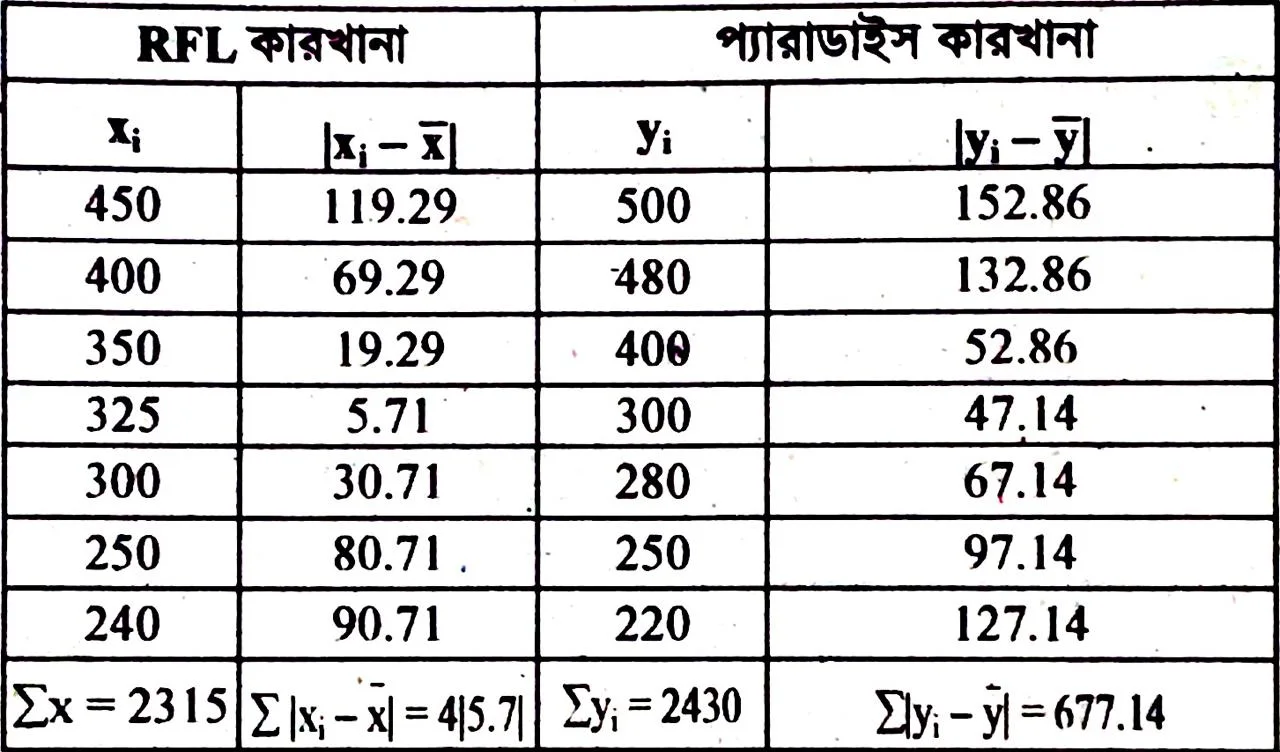 RFL কারখানা প্যারাডাইস কারখানা
xᵢ |xᵢ – x̄| yᵢ |yᵢ – ȳ|
450 119.29 500 152.86
400 69.29 480 132.86
350 19.29 400 52.86
325 5.71 300 47.14
300 30.71 280 67.14
250 80.71 250 97.14
240 90.71 220 127.14
∑x = 2315 ∑|xᵢ – x̄| = 4|5.7| ∑yᵢ = 2430 ∑|yᵢ – ȳ| = 677.14